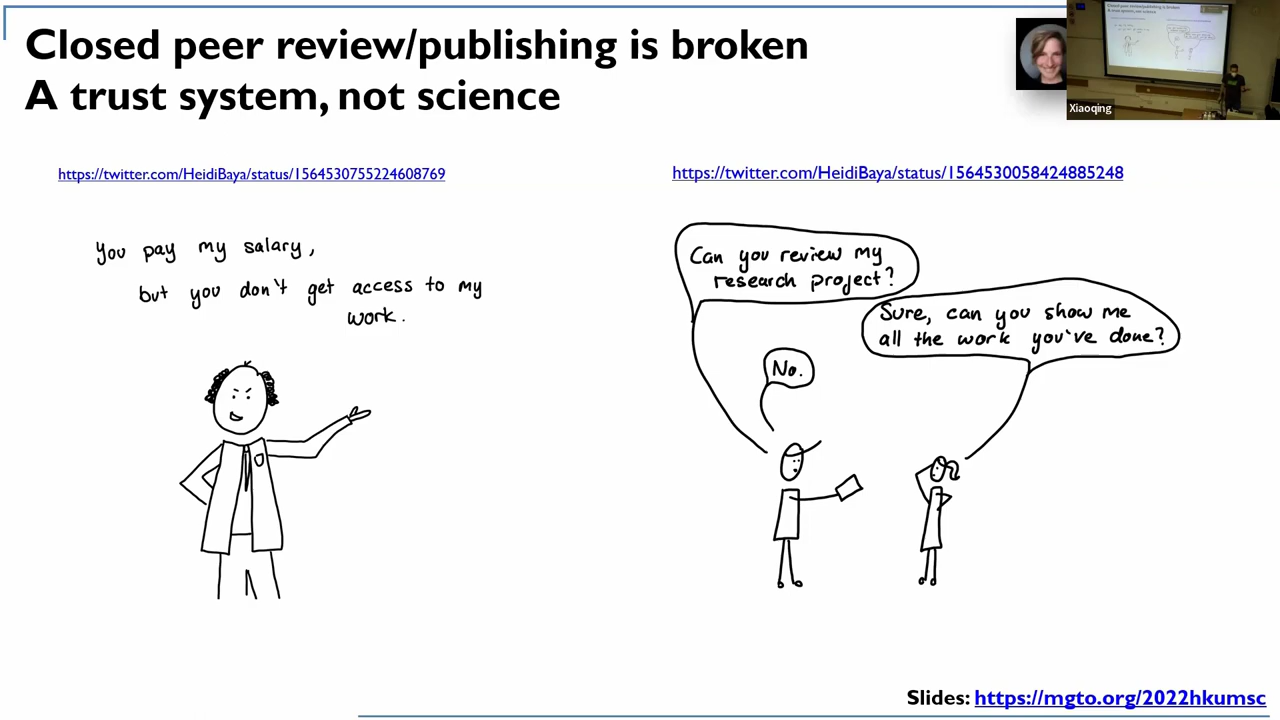 Closed peer review/publishing is broken
A trust system, not science
Xiaoqing
https://twitter.com/HeidiBaya/status/1564530755224608769
https://twitter.com/HeidiBaya/status/1564530058424885248
you pay my salary,
but you don't get access to my
work.
Can you review my
research project?
Sure, can you show me
all the work you've done?
No.
Slides: https://mgto.org/2022hkumsc